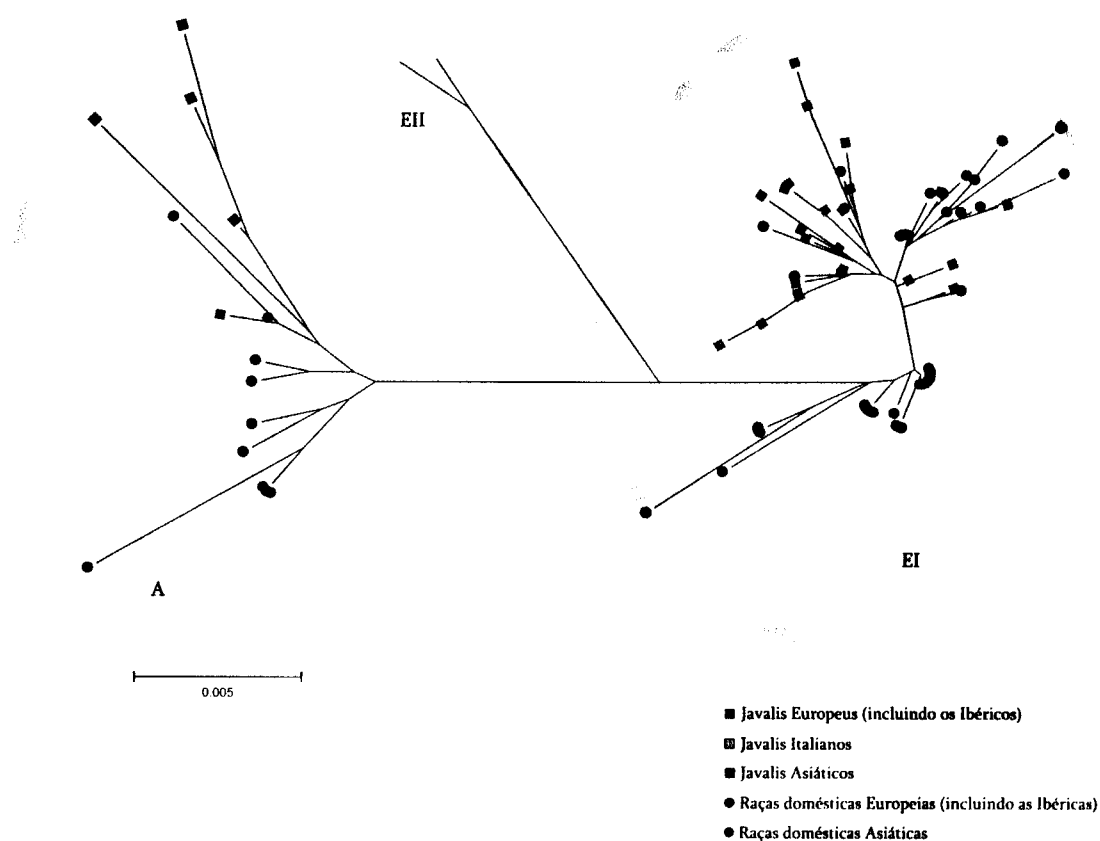 EII
EI
A
0.005
Javalis Europeus (incluindo os Ibéricos)
Javalis Italianos
Javalis Asiáticos
Raças domésticas Europeias (incluindo as Ibéricas)
Raças domésticas Asiáticas